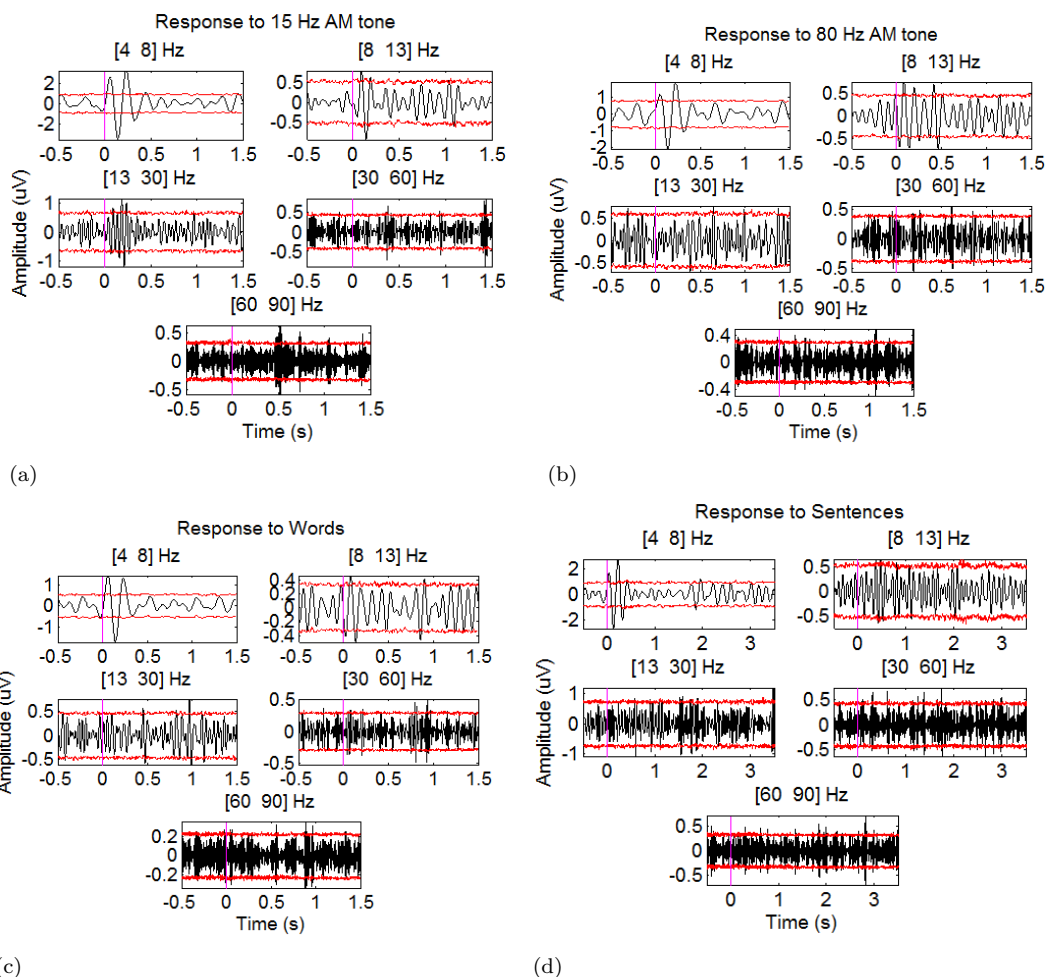 Response to 15 Hz AM tone
[4 8] Hz
[8 13] Hz
2
0
-2
0.5
0
-0.5
-0.5 0 0.5 1 1.5
-0.5 0 0.5 1 1.5
[13 30] Hz
[30 60] Hz
1
0
-1
0.5
0
-0.5
-0.5 0 0.5 1 1.5
-0.5 0 0.5 1 1.5
Amplitude (uV)
[60 90] Hz
0.5
0
-0.5
-0.5 0 0.5 1 1.5
Time (s)
(a)
Response to 80 Hz AM tone
[4 8] Hz
[8 13] Hz
1
0
-1
-2
0.5
0
-0.5
-0.5 0 0.5 1 1.5
-0.5 0 0.5 1 1.5
[13 30] Hz
[30 60] Hz
0.5
0
-0.5
0.5
0
-0.5
-0.5 0 0.5 1 1.5
-0.5 0 0.5 1 1.5
Amplitude (uV)
[60 90] Hz
0.4
0
-0.4
-0.5 0 0.5 1 1.5
Time (s)
(b)
Response to Words
[4 8] Hz
[8 13] Hz
1
0
-1
0.4
0.2
0
-0.2
-0.4
-0.5 0 0.5 1 1.5
-0.5 0 0.5 1 1.5
[13 30] Hz
[30 60] Hz
0.5
0
-0.5
0.5
0
-0.5
-0.5 0 0.5 1 1.5
-0.5 0 0.5 1 1.5
Amplitude (uV)
[60 90] Hz
0.2
0
-0.2
-0.5 0 0.5 1 1.5
Time (s)
(c)
Response to Sentences
[4 8] Hz
[8 13] Hz
2
0
-2
0.5
0
-0.5
0 1 2 3
0 1 2 3
[13 30] Hz
[30 60] Hz
1
0
-1
0.5
0
-0.5
0 1 2 3
0 1 2 3
Amplitude (uV)
[60 90] Hz
0.5
0
-0.5
0 1 2 3
Time (s)
(d)